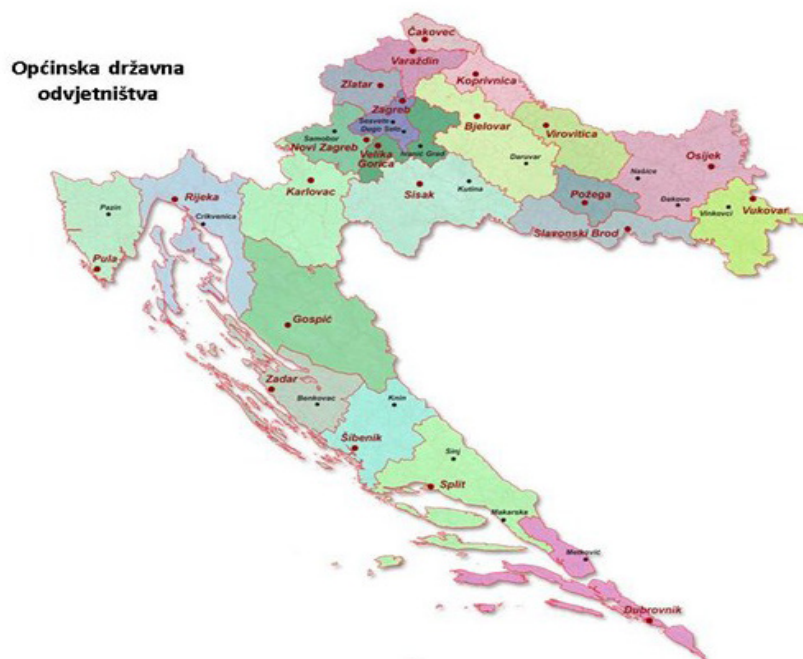 Općinska državna
odvjetništva
Čakovec
Varaždin
Koprivnica
Zlatar
Zagreb
Sesvete
Dugo Selo
Samobor
Novi Zagreb
Velika
Gorica
Ivanić Grad
Bjelovar
Virovitica
Daruvar
Našice
Osijek
Karlovac
Sisak
Kutina
Požega
Đakovo
Vinkovci
Vukovar
Slavonski Brod
Rijeka
Pazin
Crikvenica
Pula
Gospić
Zadar
Benkovac
Knin
Šibenik
Sinj
Split
Makarska
Metković
Dubrovnik